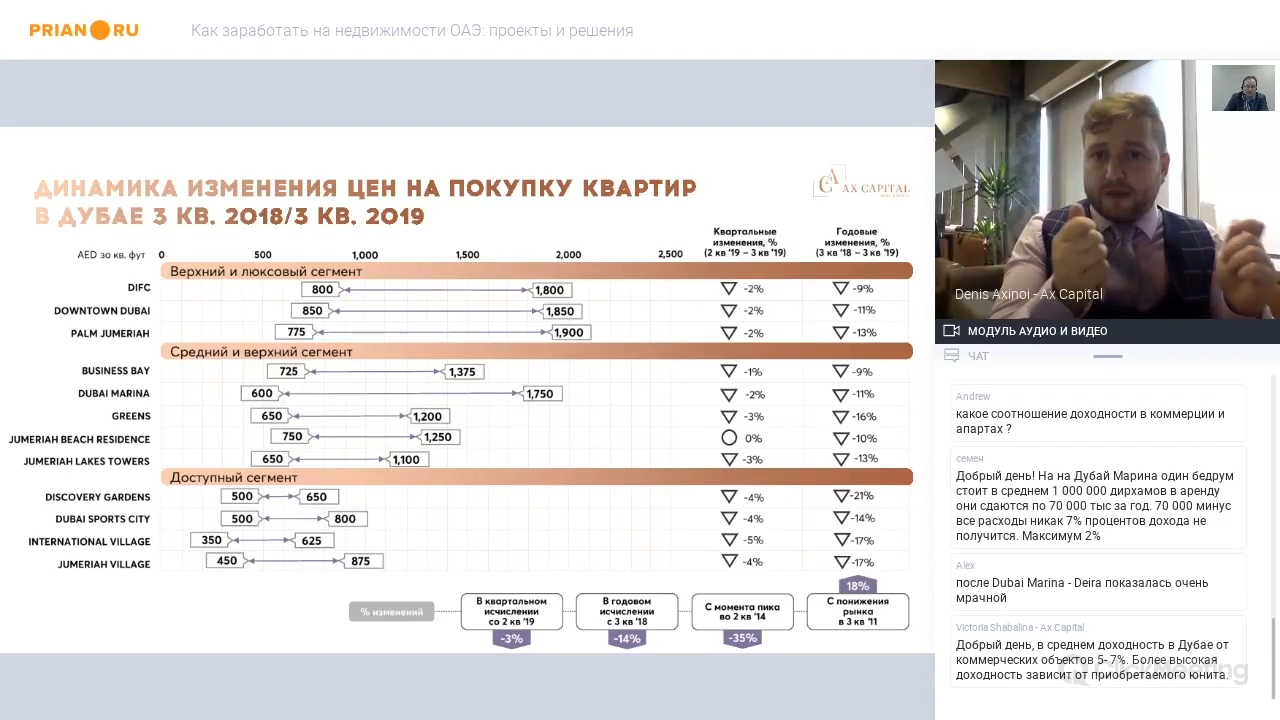 PRIAN RU
Как заработать на недвижимости ОАЭ: проекты и решения
ДИНАМИКА ИЗМЕНЕНИЯ ЦЕН НА ПОКУПКУ КВАРТИР
В ДУБАЕ 3 КВ. 2018/3 КВ. 2019
AX CAPITAL
Квартальные
изменения, %
(2 кв '19 – 3 кв '19)
Годовые
изменения, %
(3 кв '18 – 3 кв '19)
AED за кв. фут 0 500 1,000 1,500 2,000 2,500
Верхний и люксовый сегмент
DIFC 800 1,800 -2% -9%
DOWNTOWN DUBAI 850 1,850 -2% -11%
PALM JUMERIAH 775 1,900 -2% -13%
Средний и верхний сегмент
BUSINESS BAY 725 1,375 -1% -9%
DUBAI MARINA 600 1,750 -2% -11%
GREENS 650 1,200 -3% -16%
JUMERIAH BEACH RESIDENCE 750 1,250 0% -10%
JUMERIAH LAKES TOWERS 650 1,100 -3% -13%
Доступный сегмент
DISCOVERY GARDENS 500 650 -4% -21%
DUBAI SPORTS CITY 500 800 -4% -14%
INTERNATIONAL VILLAGE 350 625 -5% -17%
JUMERIAH VILLAGE 450 875 -4% -17%
% изменений
В квартальном
исчислении
со 2 кв '19
-3%
В годовом
исчислении
с 3 кв '18
-14%
С момента пика
во 2 кв '14
-35%
18%
С понижения
рынка
в 3 кв '11
Denis Axinoi - Ax Capital
МОДУЛЬ АУДИО И ВИДЕО
ЧАТ
Andrew
какое соотношение доходности в коммерции и
апартах ?
семен
Добрый день! На на Дубай Марина один бедрум
стоит в среднем 1 000 000 дирхамов в аренду
они сдаются по 70 000 тыс за год. 70 000 минус
все расходы никак 7% процентов дохода не
получится. Максимум 2%
Alex
после Dubai Marina - Deira показалась очень
мрачной
Victoria Shabalina - Ax Capital
Добрый день, в среднем доходность в Дубае от
коммерческих объектов 5-7%. Более высокая
доходность зависит от приобретаемого юнита.
ClickMeeting